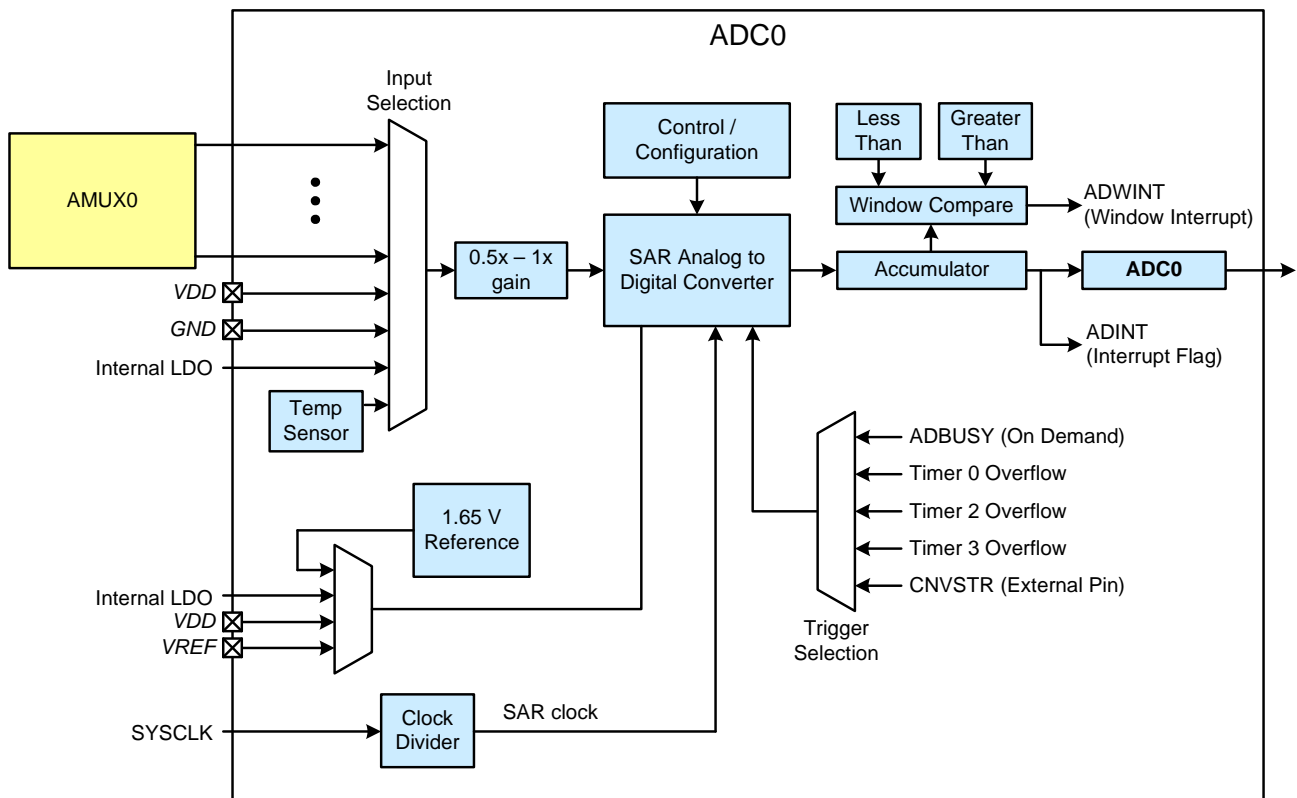 ADC0
Input
Selection
AMUX0
VDD
GND
Internal LDO
Temp
Sensor
0.5x – 1x
gain
Control /
Configuration
SAR Analog to
Digital Converter
Less
Than
Greater
Than
Window Compare
ADWINT
(Window Interrupt)
Accumulator
ADC0
ADINT
(Interrupt Flag)
ADBUSY (On Demand)
Timer 0 Overflow
Timer 2 Overflow
Timer 3 Overflow
CNVSTR (External Pin)
Trigger
Selection
1.65 V
Reference
Internal LDO
VDD
VREF
SYSCLK
Clock
Divider
SAR clock